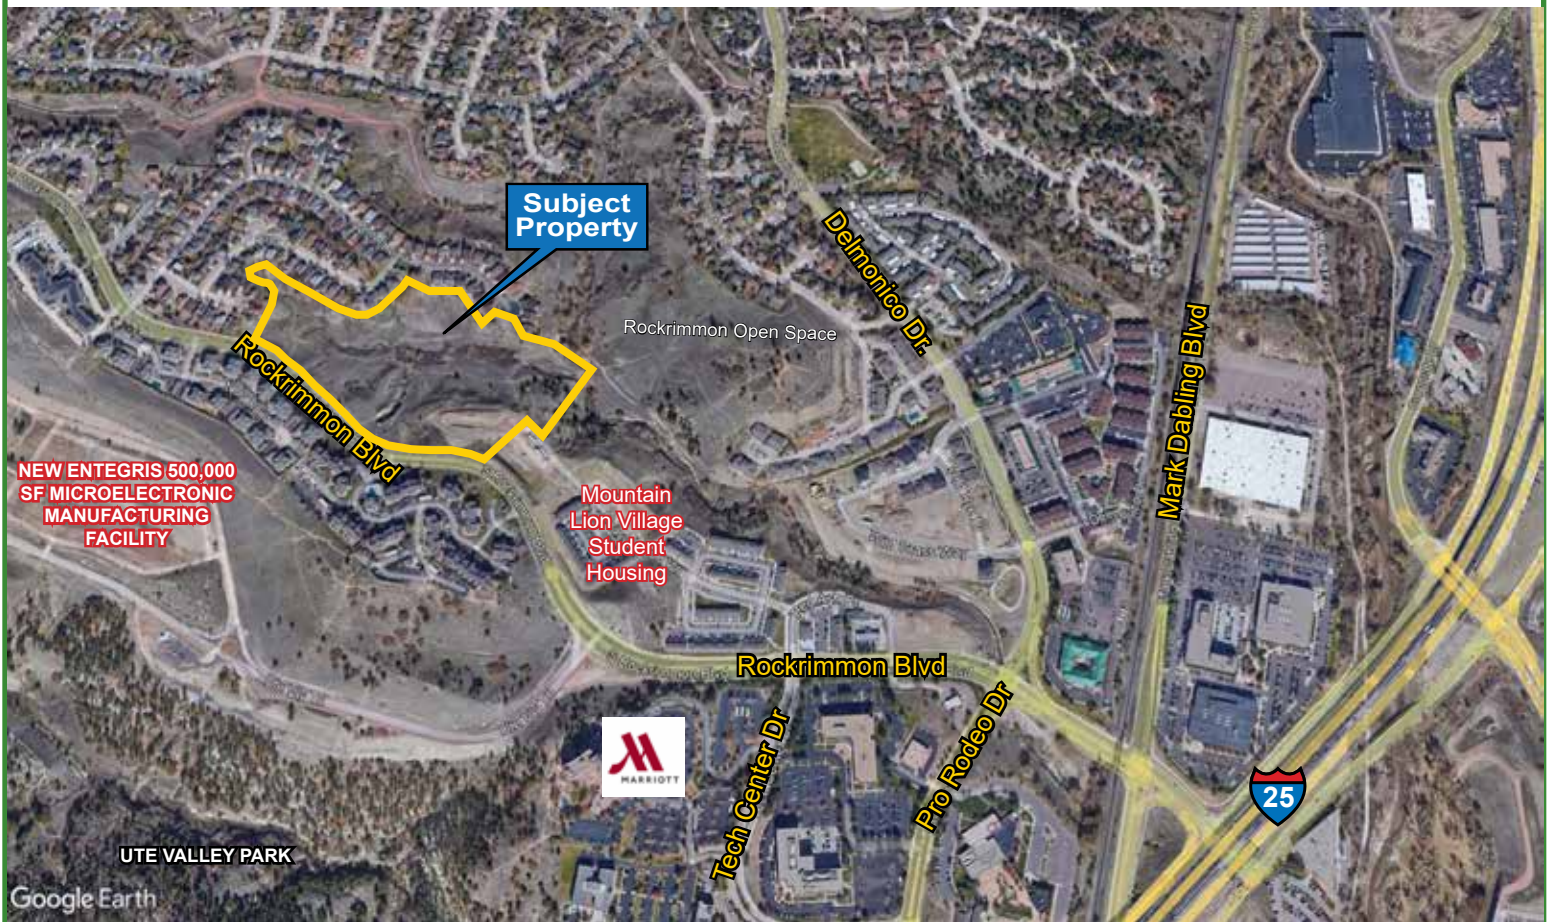 Subject
Property
Delmonico Dr.
Rockrimmon Open Space
Mark Dabling Blvd
Rockrimmon Blvd
NEW ENTEGRIS 500,000
SF MICROELECTRONIC
MANUFACTURING
FACILITY
Mountain
Lion Village
Student
Housing
Rockrimmon Blvd
Pro Rodeo Dr
Tech Center Dr
MARRIOTT
25
UTE VALLEY PARK
Google Earth